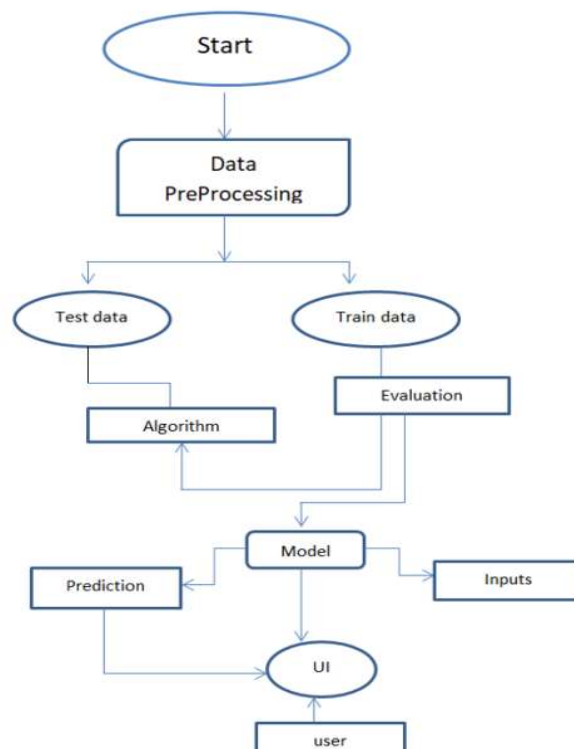 Start
Data
PreProcessing
Test data
Train data
Evaluation
Algorithm
Model
Prediction
Inputs
UI
user